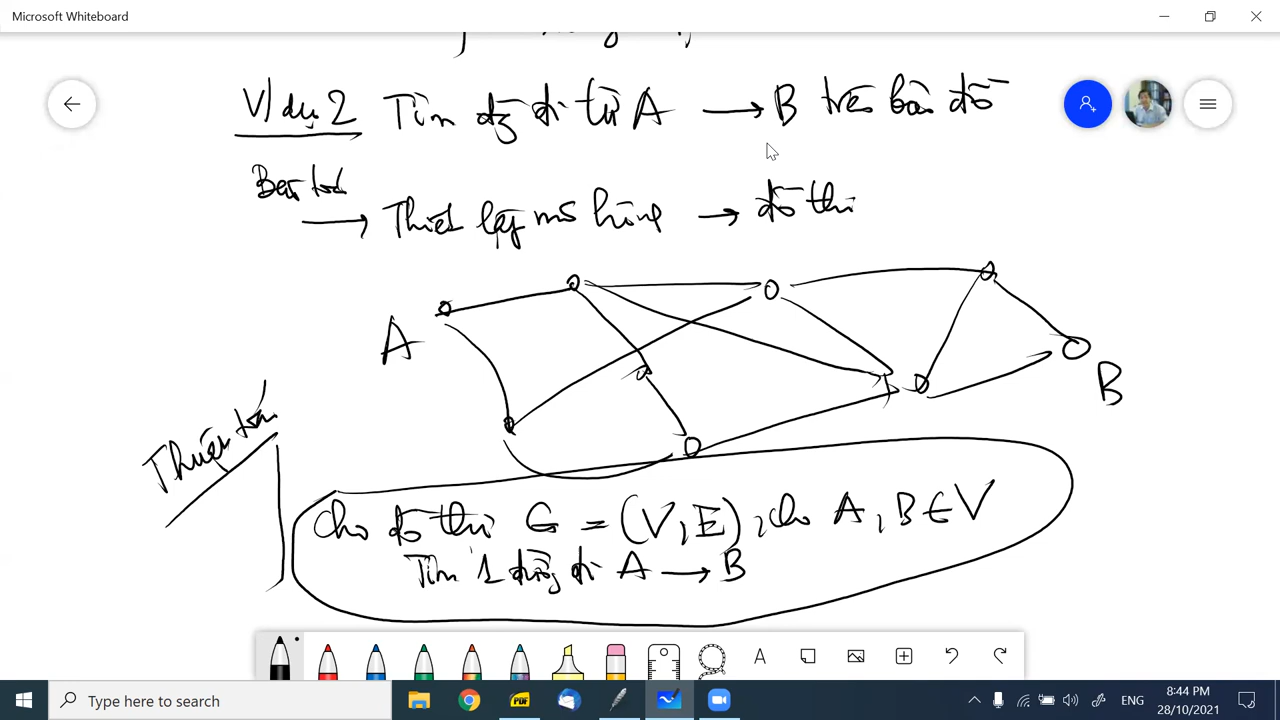 Microsoft Whiteboard
Ví dụ 2 Tìm đg đi từ A → B trên bản đồ
Bài toán
→ Thiết lập mô hình → đồ thị
A
B
Thuật toán
Cho đồ thị G = (V, E), cho A, B ∈ V
Tìm 1 đường đi A → B
A
Type here to search
PDF
ENG
8:44 PM
28/10/2021